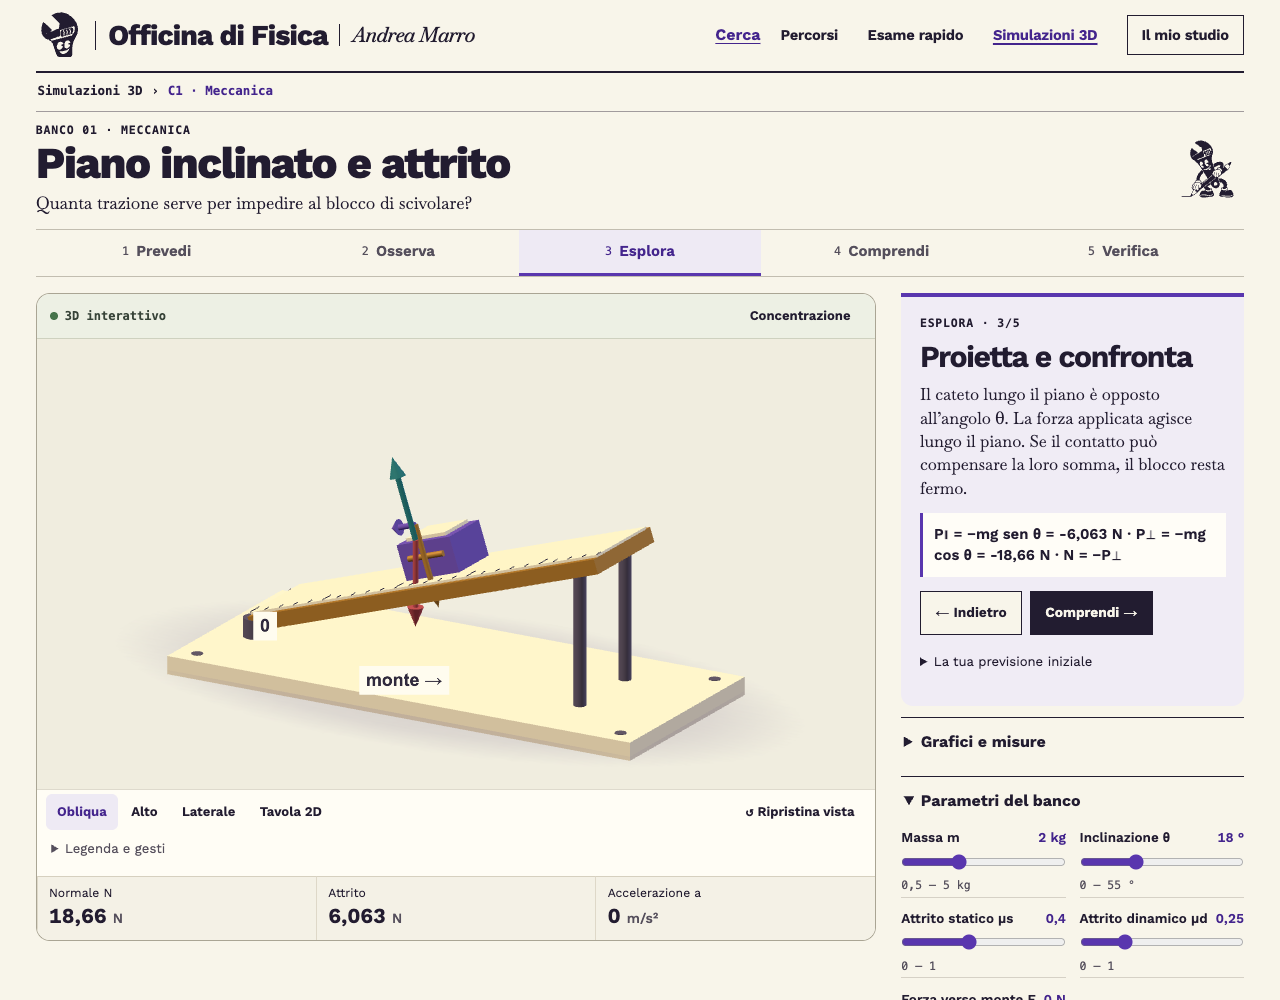 Officina di Fisica
Andrea Marro
Cerca
Percorsi
Esame rapido
Simulazioni 3D
Il mio studio
Simulazioni 3D › C1 · Meccanica
BANCO 01 · MECCANICA
Piano inclinato e attrito
Quanta trazione serve per impedire al blocco di scivolare?
1 Prevedi
2 Osserva
3 Esplora
4 Comprendi
5 Verifica
3D interattivo
Concentrazione
0
monte →
Obliqua
Alto
Laterale
Tavola 2D
↺ Ripristina vista
▶ Legenda e gesti
Normale N
18,66 N
Attrito
6,063 N
Accelerazione a
0 m/s²
ESPLORA · 3/5
Proietta e confronta
Il cateto lungo il piano è opposto
all’angolo θ. La forza applicata agisce
lungo il piano. Se il contatto può
compensare la loro somma, il blocco resta
fermo.
P∥ = −mg sen θ = -6,063 N · P⊥ = −mg
cos θ = -18,66 N · N = −P⊥
← Indietro
Comprendi →
▶ La tua previsione iniziale
▶ Grafici e misure
▼ Parametri del banco
Massa m 2 kg
0,5 — 5 kg
Inclinazione θ 18 °
0 — 55 °
Attrito statico μs 0,4
0 — 1
Attrito dinamico μd 0,25
0 — 1
Forza verso monte F 0 N